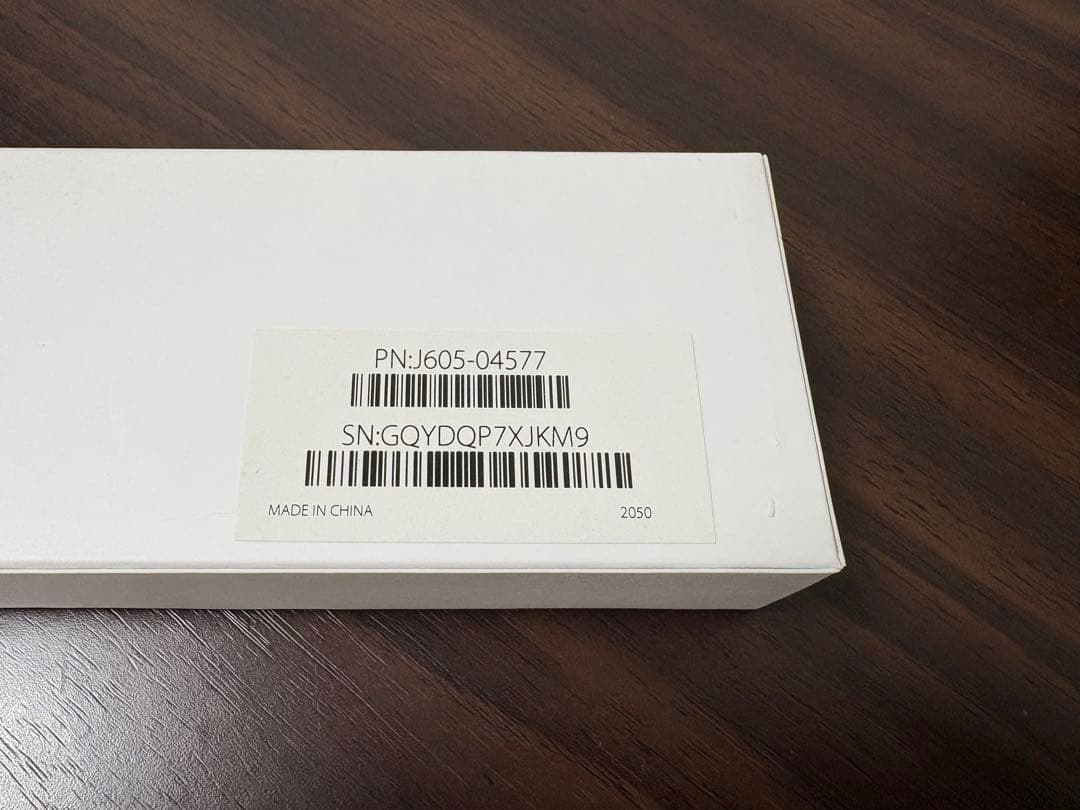 PN:J605-04577
SN:GQYDQP7XJKM9
MADE IN CHINA 2050